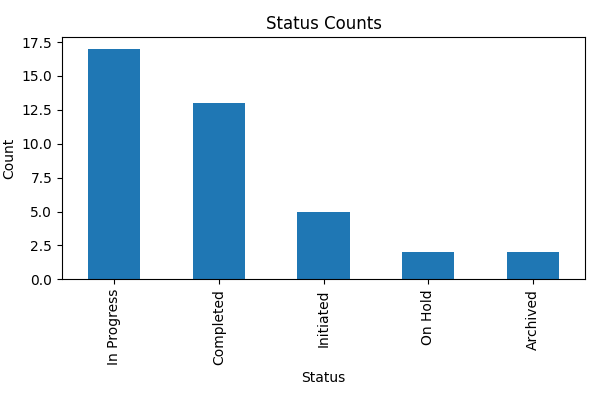 Status Counts
Count
17.5
15.0
12.5
10.0
7.5
5.0
2.5
0.0
In Progress
Completed
Initiated
On Hold
Archived
Status